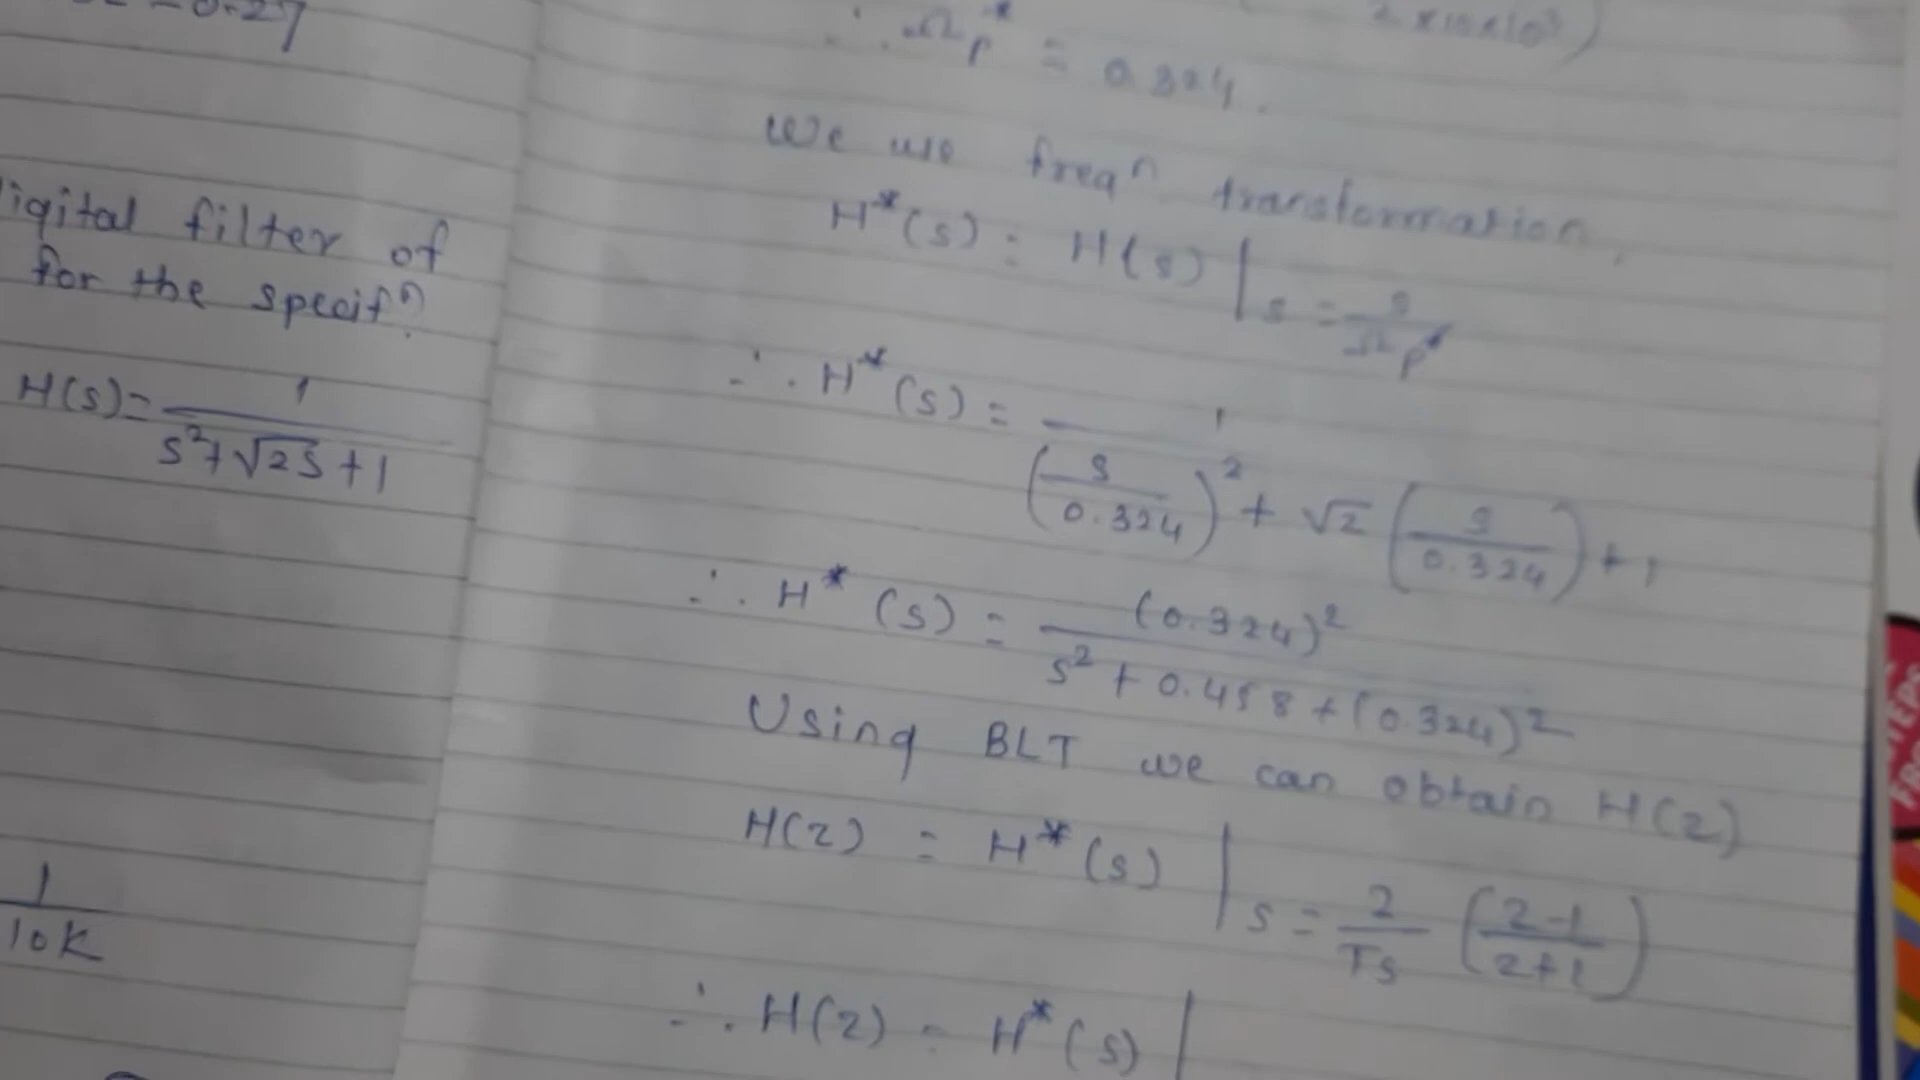 0.27
igital filter of
for the specifⁿ
H(s)= 1 / s²+√2s+1
1 / 10K
∴ Ωp* = 0.324.
We use freqⁿ transformation,
H*(s) = H(s) | s = s / Ωp*
∴ H*(s) = 1 / (s/0.324)² + √2 (s/0.324) + 1
∴ H*(s) = (0.324)² / s² + 0.458 + (0.324)²
Using BLT we can obtain H(z)
H(z) = H*(s) | s = 2/Ts (z-1 / z+1)
∴ H(z) = H*(s) |